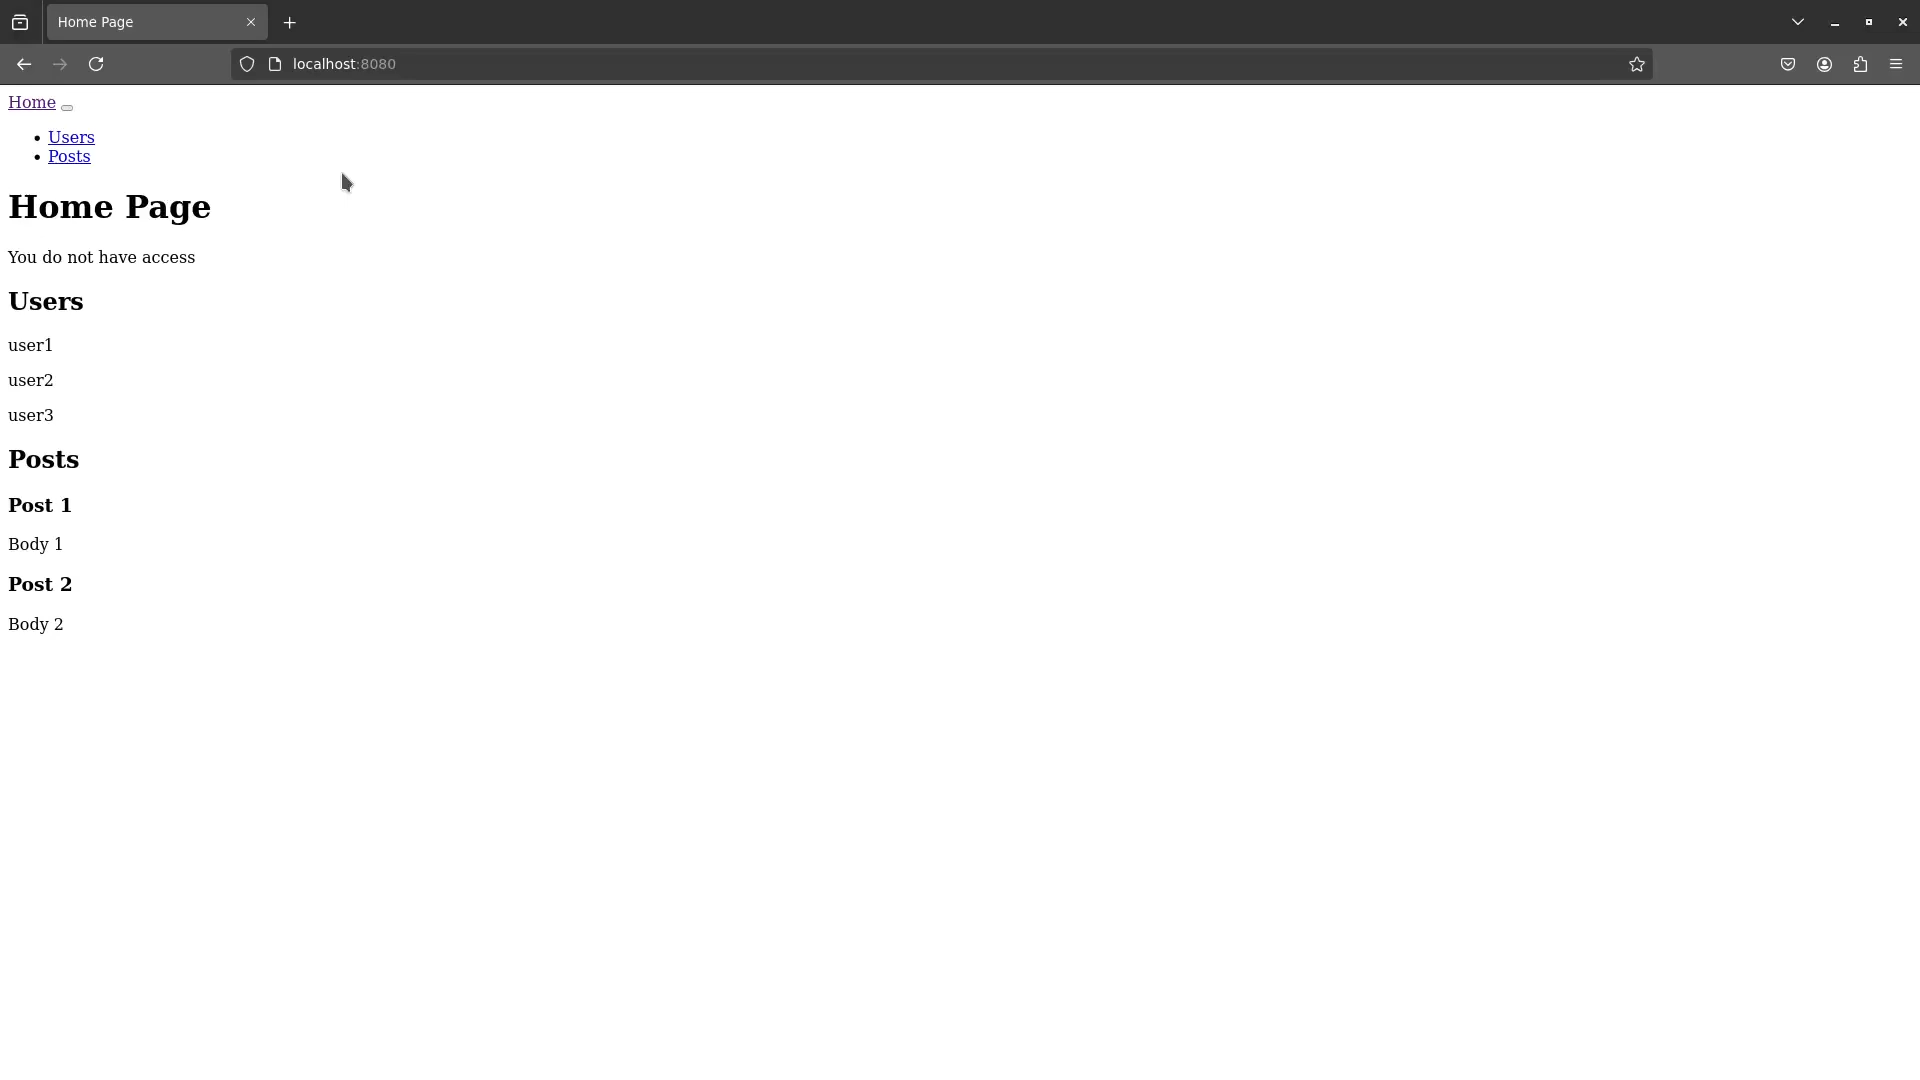 Home Page
localhost:8080
Home
Users
Posts
Home Page
You do not have access
Users
user1
user2
user3
Posts
Post 1
Body 1
Post 2
Body 2